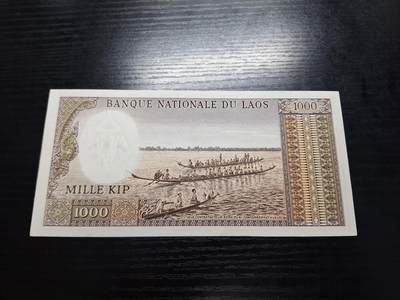 BANQUE NATIONALE DU LAOS
1000
MILLE KIP
1000